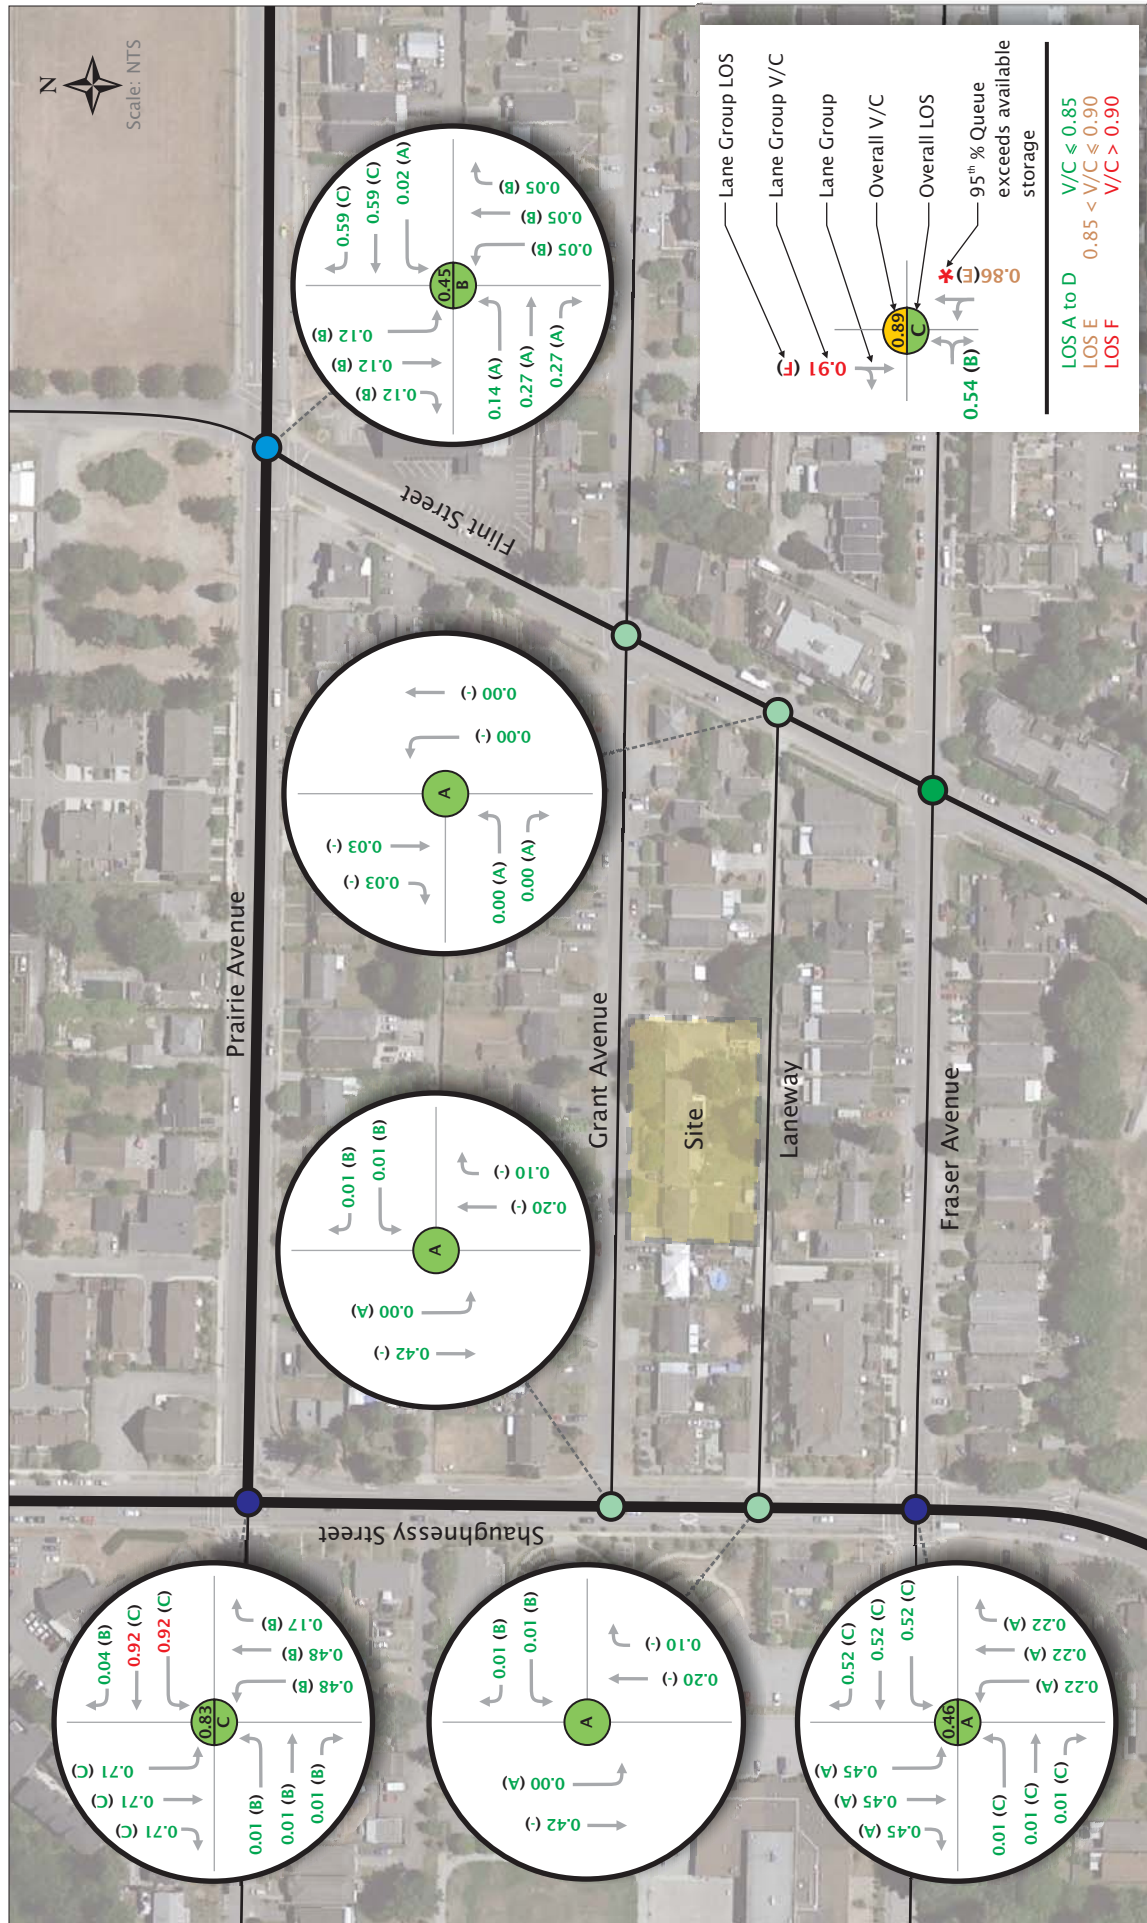 N
Scale: NTS
Prairie Avenue
Grant Avenue
Laneway
Fraser Avenue
Shaughnessy Street
Flint Street
Site
0.04 (B)
0.92 (C)
0.92 (C)
0.71 (C)
0.71 (C)
0.71 (C)
0.83
C
0.01 (B)
0.01 (B)
0.01 (B)
0.48 (B)
0.48 (B)
0.17 (B)
0.01 (B)
0.01 (B)
0.42 (-)
0.00 (A)
A
0.20 (-)
0.10 (-)
0.01 (B)
0.01 (B)
0.42 (-)
0.00 (A)
A
0.20 (-)
0.10 (-)
0.52 (C)
0.52 (C)
0.52 (C)
0.45 (A)
0.45 (A)
0.45 (A)
0.46
A
0.01 (C)
0.01 (C)
0.01 (C)
0.22 (A)
0.22 (A)
0.22 (A)
0.03 (-)
0.03 (-)
A
0.00 (A)
0.00 (A)
0.00 (-)
0.00 (-)
0.59 (C)
0.59 (C)
0.02 (A)
0.12 (B)
0.12 (B)
0.12 (B)
0.45
B
0.14 (A)
0.27 (A)
0.27 (A)
0.05 (B)
0.05 (B)
0.05 (B)
Lane Group LOS
Lane Group V/C
Lane Group
Overall V/C
Overall LOS
95th % Queue
exceeds available
storage
0.91 (F)
0.89
C
0.54 (B)
0.86(E)*
LOS A to D V/C ≤ 0.85
LOS E 0.85 < V/C ≤ 0.90
LOS F V/C > 0.90